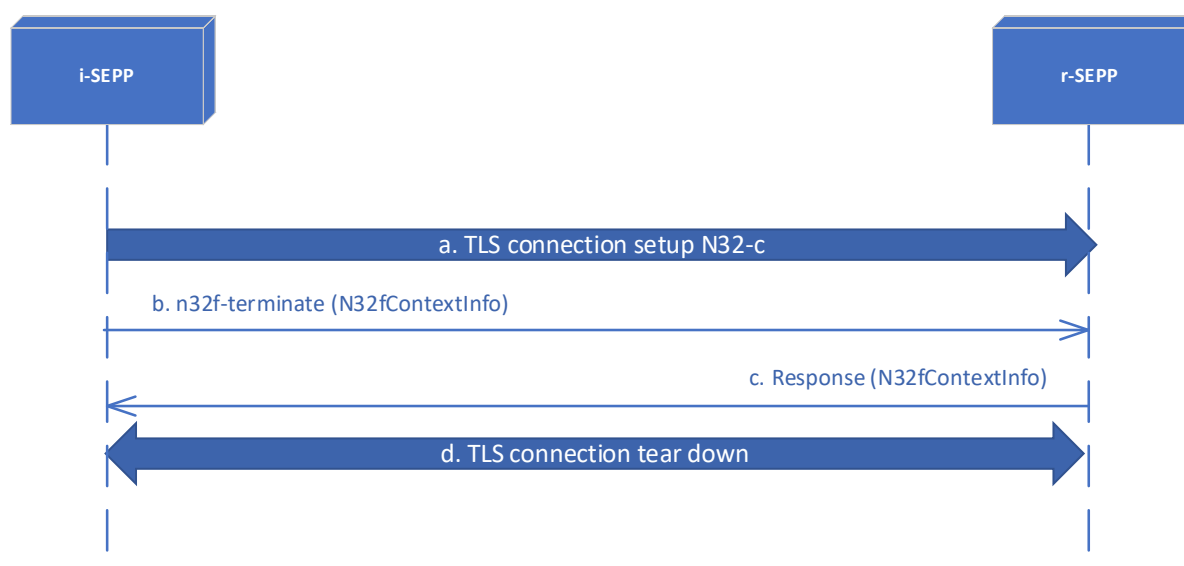 i-SEPP
r-SEPP
a. TLS connection setup N32-c
b. n32f-terminate (N32fContextInfo)
c. Response (N32fContextInfo)
d. TLS connection tear down